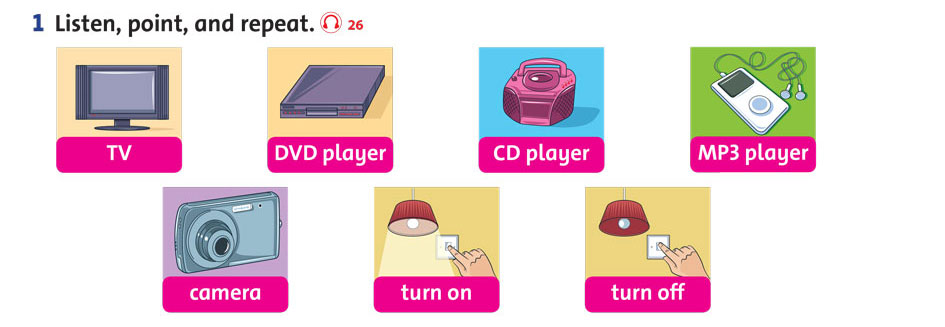 1 Listen, point, and repeat. 26
TV DVD player CD player MP3 player
camera turn on turn off